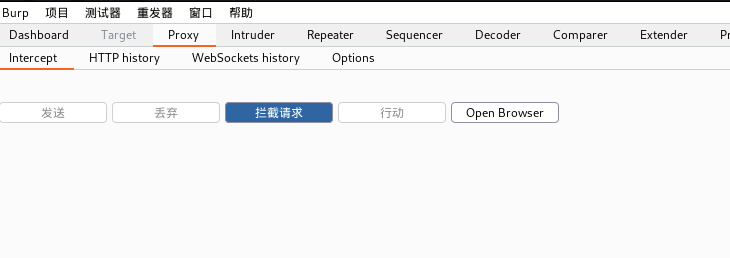 Burp 项目 测试器 重发器 窗口 帮助
Dashboard Target Proxy Intruder Repeater Sequencer Decoder Comparer Extender
Intercept HTTP history WebSockets history Options
发送 丢弃 拦截请求 行动 Open Browser